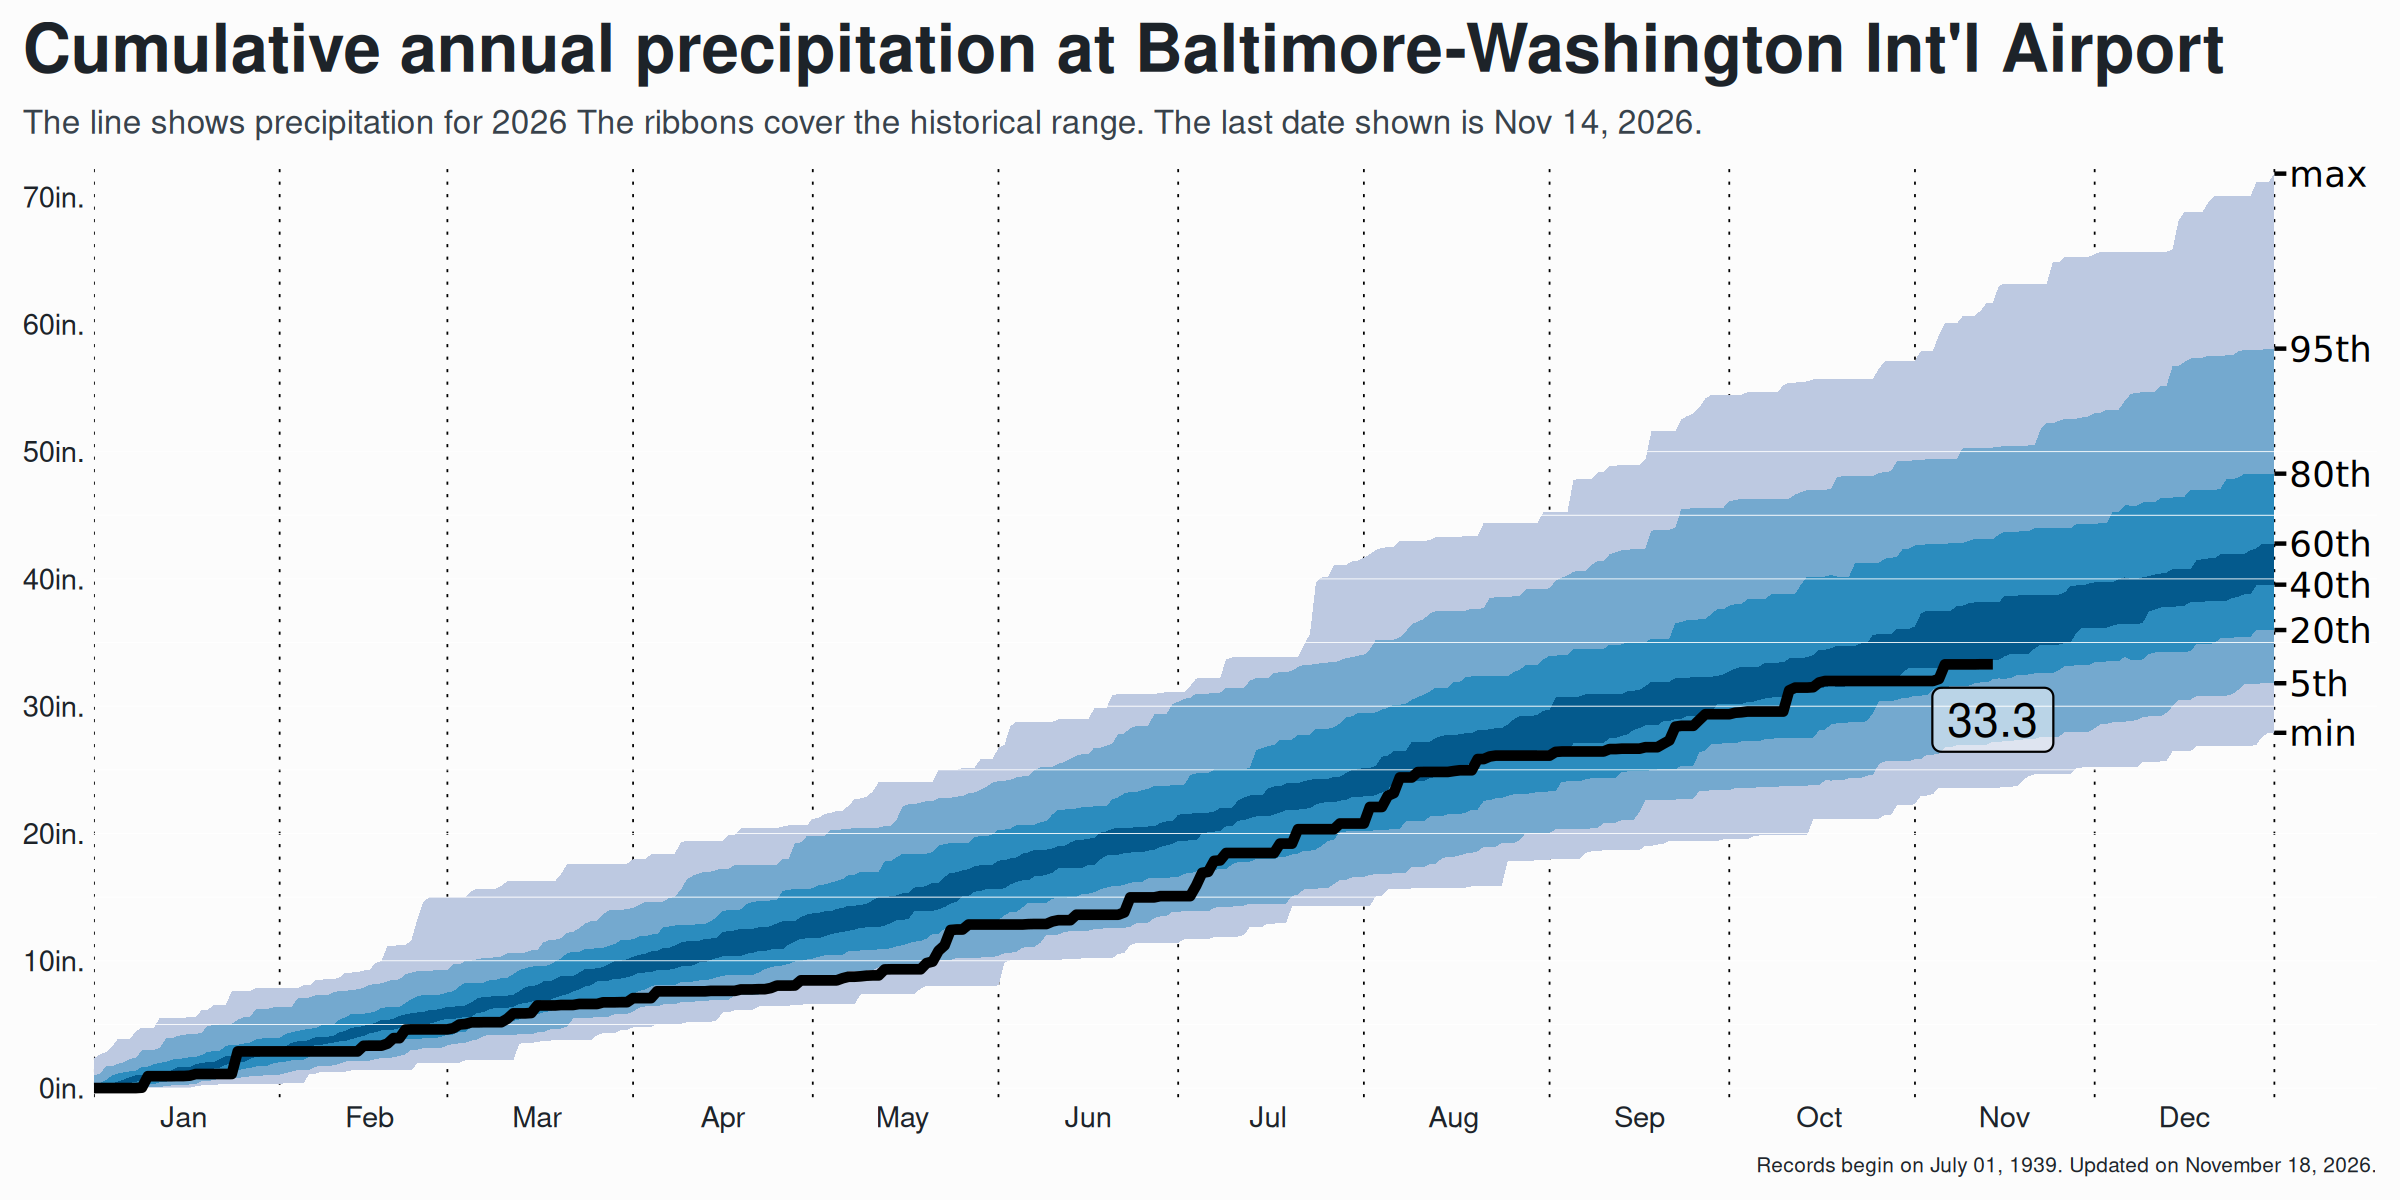 Cumulative annual precipitation at Baltimore-Washington Int'l Airport
The line shows precipitation for 2026 The ribbons cover the historical range. The last date shown is Nov 14, 2026.
70in.
60in.
50in.
40in.
30in.
20in.
10in.
0in.
max
95th
80th
60th
40th
20th
5th
min
33.3
Jan Feb Mar Apr May Jun Jul Aug Sep Oct Nov Dec
Records begin on July 01, 1939. Updated on November 18, 2026.